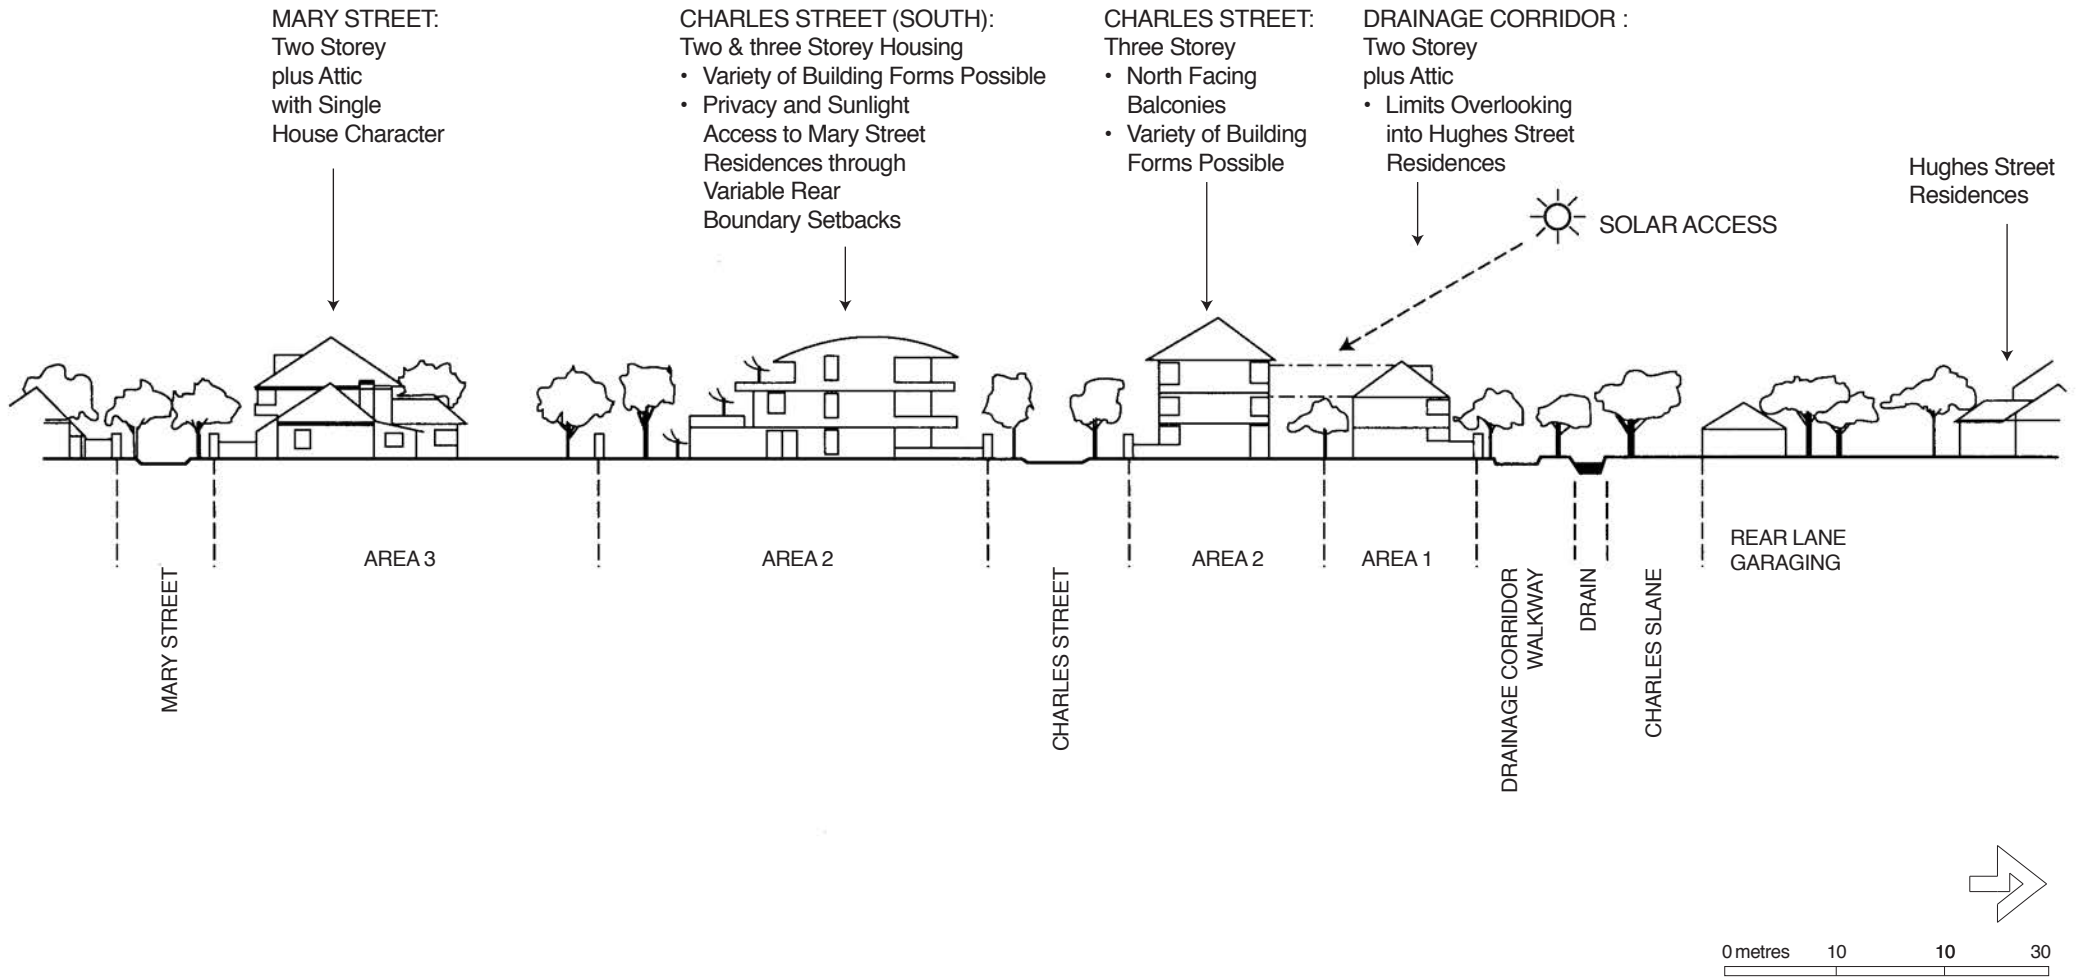 MARY STREET:
Two Storey
plus Attic
with Single
House Character
CHARLES STREET (SOUTH):
Two & three Storey Housing
• Variety of Building Forms Possible
• Privacy and Sunlight
Access to Mary Street
Residences through
Variable Rear
Boundary Setbacks
CHARLES STREET:
Three Storey
• North Facing
Balconies
• Variety of Building
Forms Possible
DRAINAGE CORRIDOR :
Two Storey
plus Attic
• Limits Overlooking
into Hughes Street
Residences
SOLAR ACCESS
Hughes Street
Residences
MARY STREET
AREA 3
AREA 2
CHARLES STREET
AREA 2
AREA 1
DRAINAGE CORRIDOR
WALKWAY
DRAIN
CHARLES SLANE
REAR LANE
GARAGING
0 metres 10 10 30